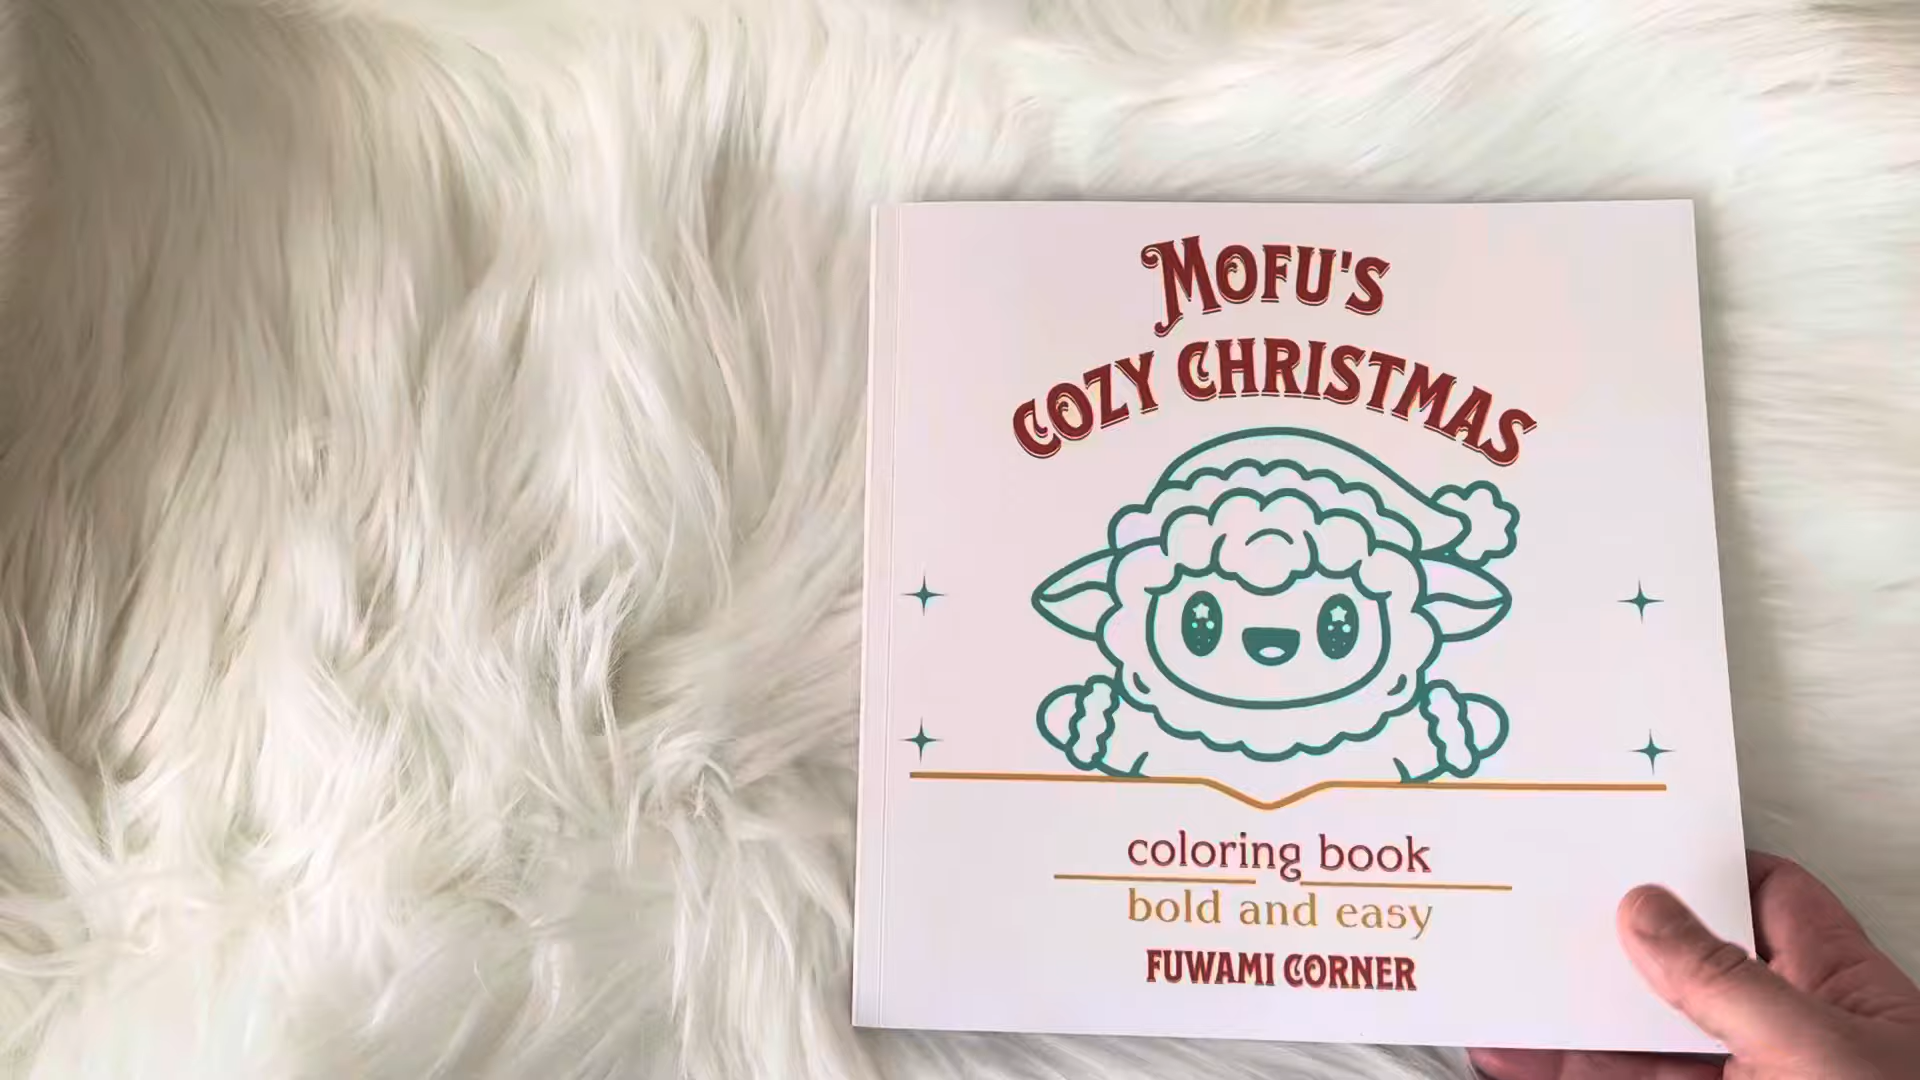 MOFU'S
COZY CHRISTMAS
coloring book
bold and easy
FUWAMI CORNER